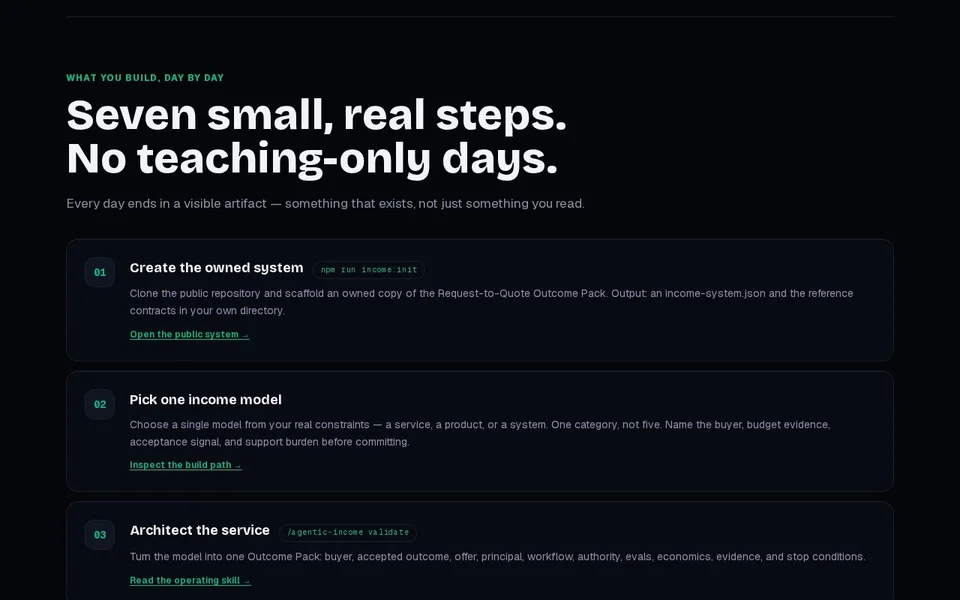 WHAT YOU BUILD, DAY BY DAY
Seven small, real steps.
No teaching-only days.
Every day ends in a visible artifact — something that exists, not just something you read.
01
Create the owned system
npm run income:init
Clone the public repository and scaffold an owned copy of the Request-to-Quote Outcome Pack. Output: an income-system.json and the reference
contracts in your own directory.
Open the public system →
02
Pick one income model
Choose a single model from your real constraints — a service, a product, or a system. One category, not five. Name the buyer, budget evidence,
acceptance signal, and support burden before committing.
Inspect the build path →
03
Architect the service
/agentic-income validate
Turn the model into one Outcome Pack: buyer, accepted outcome, offer, principal, workflow, authority, evals, economics, evidence, and stop conditions.
Read the operating skill →